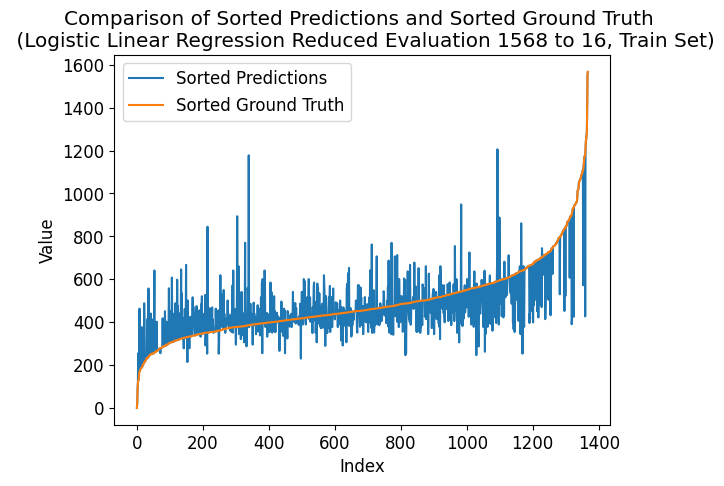 Comparison of Sorted Predictions and Sorted Ground Truth
(Logistic Linear Regression Reduced Evaluation 1568 to 16, Train Set)
Sorted Predictions
Sorted Ground Truth
1600
1400
1200
1000
800
600
400
200
0
Value
0 200 400 600 800 1000 1200 1400
Index